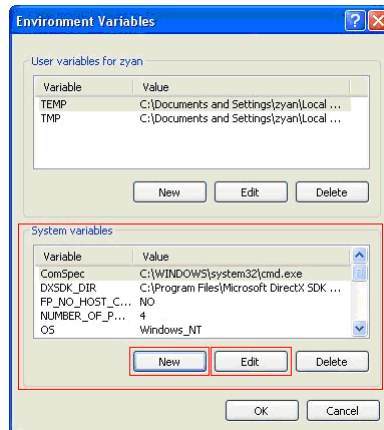 Environment Variables
User variables for zyan
Variable Value
TEMP C:\Documents and Settings\zyan\Local ...
TMP C:\Documents and Settings\zyan\Local ...
New Edit Delete
System variables
Variable Value
ComSpec C:\WINDOWS\system32\cmd.exe
DXSDK_DIR C:\Program Files\Microsoft DirectX SDK ...
FP_NO_HOST_C... NO
NUMBER_OF_P... 4
OS Windows_NT
New Edit Delete
OK Cancel